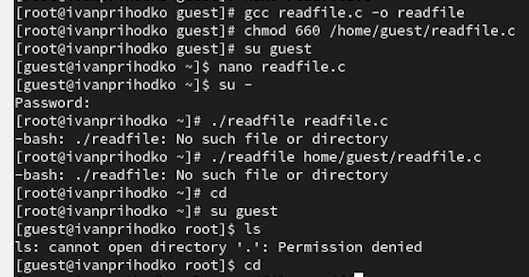 [root@ivanprihodko guest]# gcc readfile.c -o readfile
[root@ivanprihodko guest]# chmod 660 /home/guest/readfile.c
[root@ivanprihodko guest]# su guest
[guest@ivanprihodko ~]$ nano readfile.c
[guest@ivanprihodko ~]$ su -
Password:
[root@ivanprihodko ~]# ./readfile readfile.c
-bash: ./readfile: No such file or directory
[root@ivanprihodko ~]# ./readfile home/guest/readfile.c
-bash: ./readfile: No such file or directory
[root@ivanprihodko ~]# cd
[root@ivanprihodko ~]# su guest
[guest@ivanprihodko root]$ ls
ls: cannot open directory '.': Permission denied
[guest@ivanprihodko root]$ cd